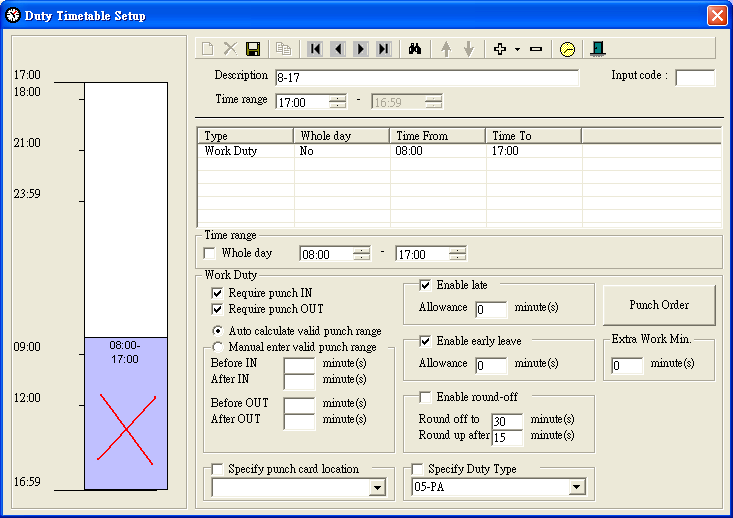 Duty Timetable Setup
Description 8-17 Input code :
Time range 17:00 - 16:59
17:00
18:00
21:00
23:59
09:00
12:00
16:59
08:00-
17:00
Type Whole day Time From Time To
Work Duty No 08:00 17:00
Time range
Whole day 08:00 - 17:00
Work Duty
Require punch IN
Require punch OUT
Auto calculate valid punch range
Manual enter valid punch range
Before IN minute(s)
After IN minute(s)
Before OUT minute(s)
After OUT minute(s)
Specify punch card location
Enable late
Allowance 0 minute(s)
Enable early leave
Allowance 0 minute(s)
Enable round-off
Round off to 30 minute(s)
Round up after 15 minute(s)
Specify Duty Type
05-PA
Punch Order
Extra Work Min.
0 minute(s)